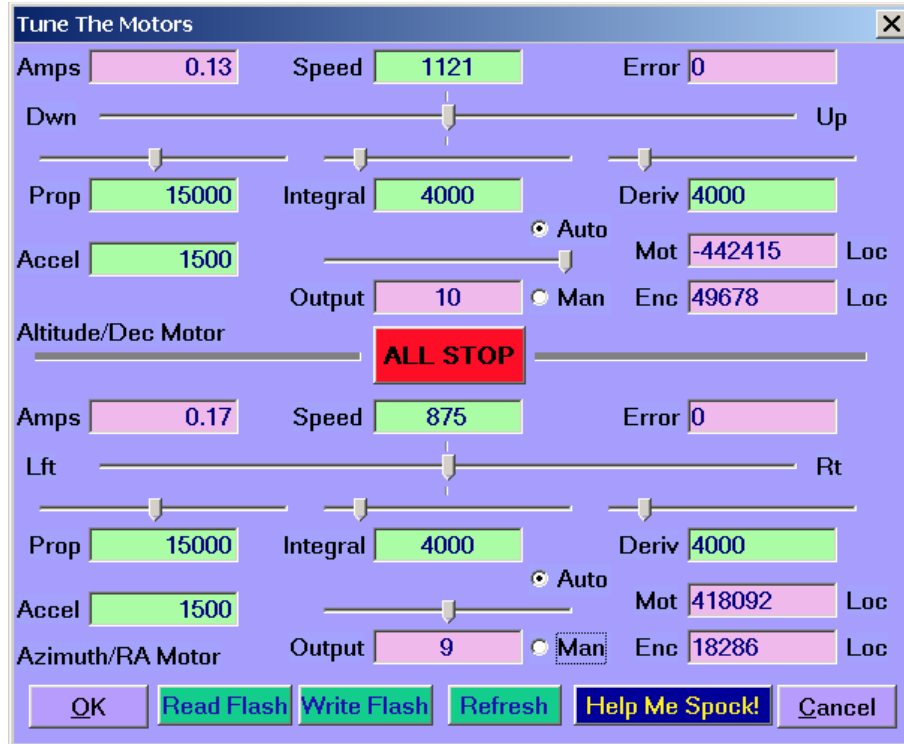 Tune The Motors
Amps 0.13 Speed 1121 Error 0
Dwn Up
Prop 15000 Integral 4000 Deriv 4000
Auto
Accel 1500 Mot -442415 Loc
Output 10 Man Enc 49678 Loc
Altitude/Dec Motor
ALL STOP
Amps 0.17 Speed 875 Error 0
Lft Rt
Prop 15000 Integral 4000 Deriv 4000
Auto
Accel 1500 Mot 418092 Loc
Output 9 Man Enc 18286 Loc
Azimuth/RA Motor
OK Read Flash Write Flash Refresh Help Me Spock! Cancel